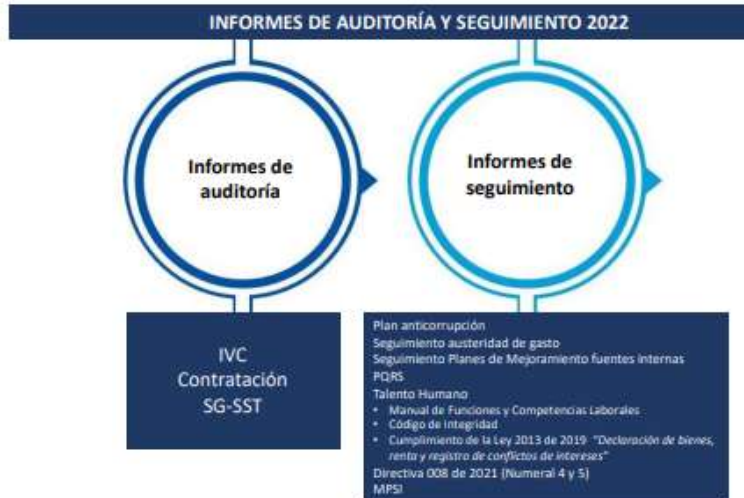 INFORMES DE AUDITORÍA Y SEGUIMIENTO 2022
Informes de
auditoría
Informes de
seguimiento
IVC
Contratación
SG-SST
Plan anticorrupción
Seguimiento austeridad de gasto
Seguimiento Planes de Mejoramiento fuentes internas
PQRS
Talento Humano
• Manual de Funciones y Competencias Laborales
• Código de Integridad
• Cumplimiento de la Ley 2013 de 2019 "Declaración de bienes,
renta y registro de conflictos de intereses"
Directiva 008 de 2021 (Numeral 4 y 5)
MPSI